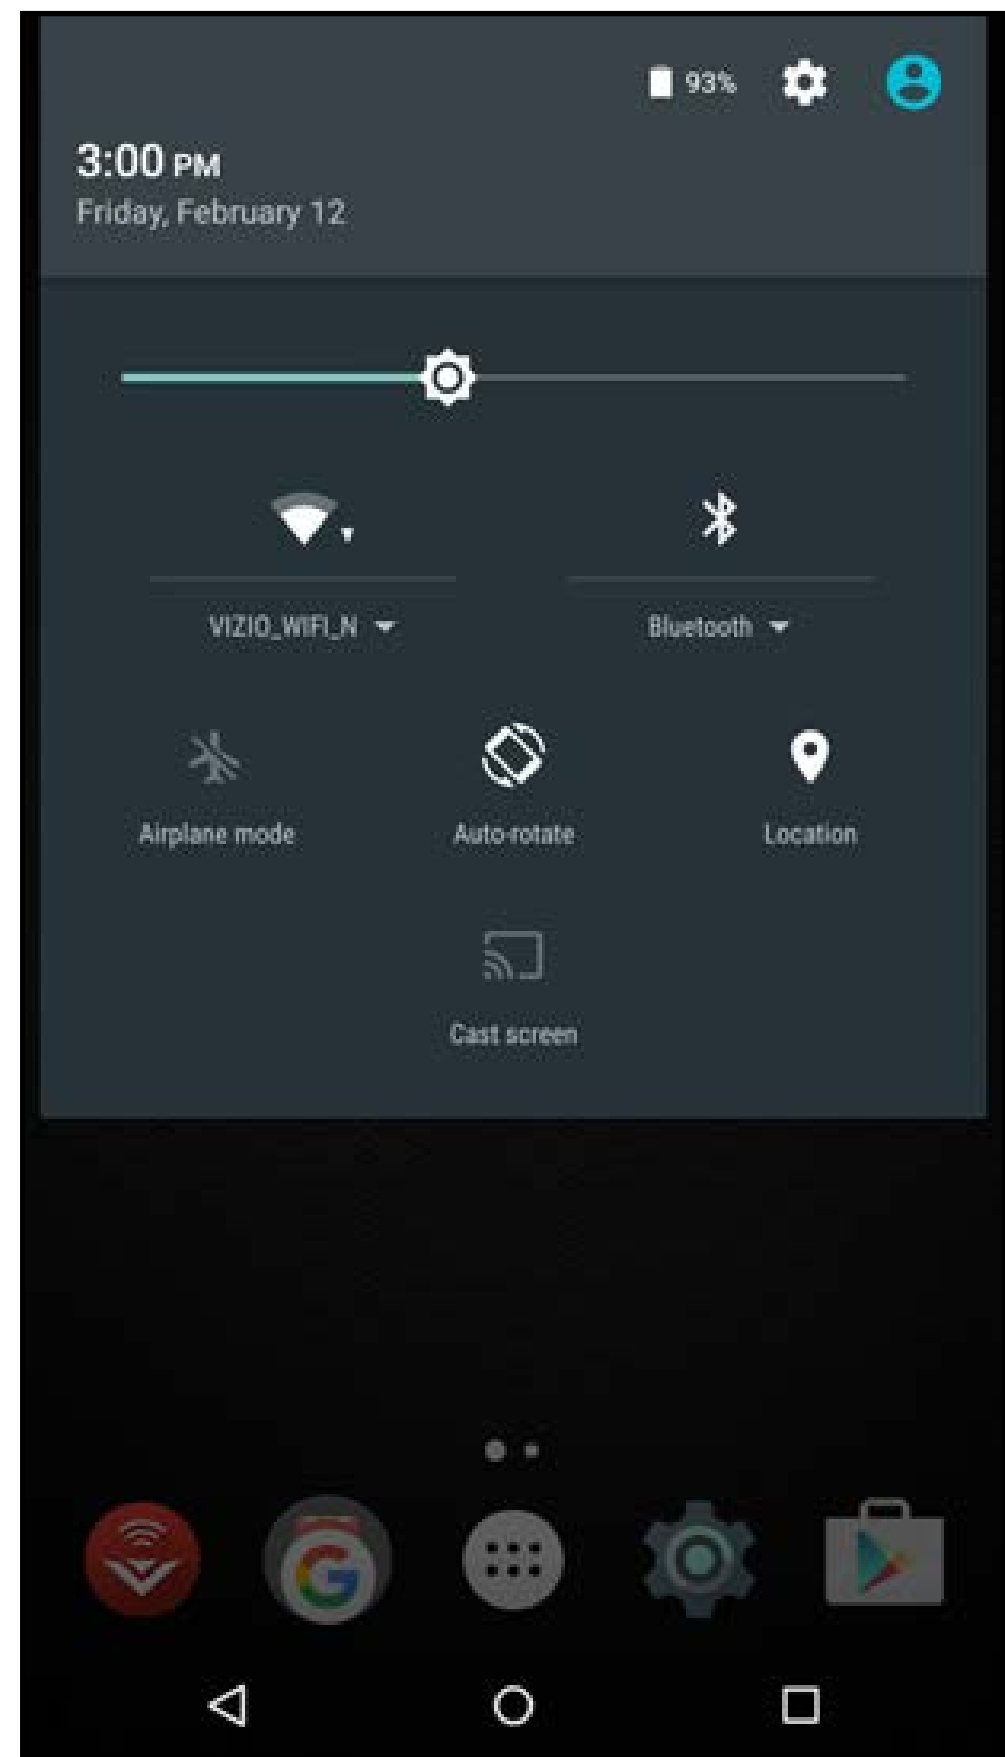 93%
3:00 PM
Friday, February 12
VIZIO_WIFI_N
Bluetooth
Airplane mode
Auto-rotate
Location
Cast screen
G